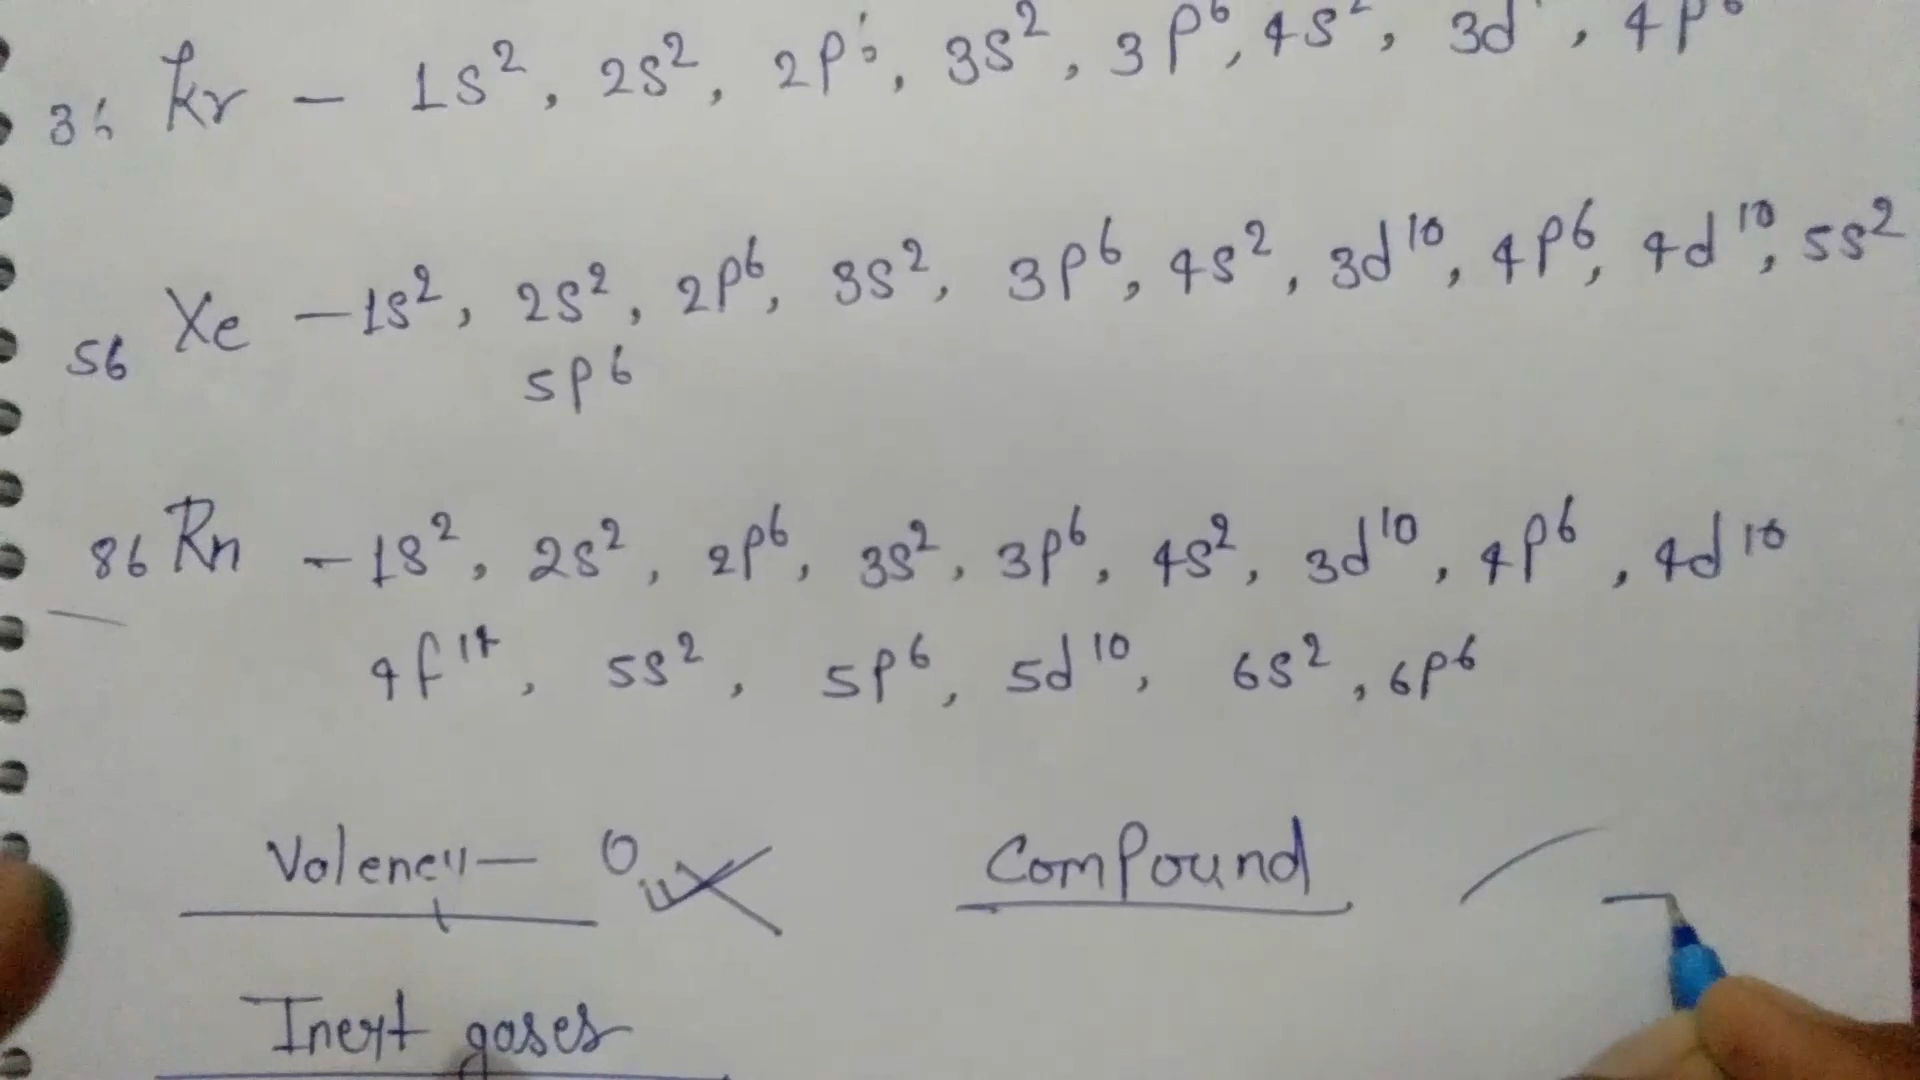 36 Kr - 1s², 2s², 2p⁶, 3s², 3p⁶, 4s², 3d , 4p⁶
56 Xe - 1s², 2s², 2p⁶, 3s², 3p⁶, 4s², 3d¹⁰, 4p⁶, 4d¹⁰, 5s²
5p⁶
86 Rn - 1s², 2s², 2p⁶, 3s², 3p⁶, 4s², 3d¹⁰, 4p⁶, 4d¹⁰
4f¹⁴, 5s², 5p⁶, 5d¹⁰, 6s², 6p⁶
Valency - 0 Compound
Inert gases